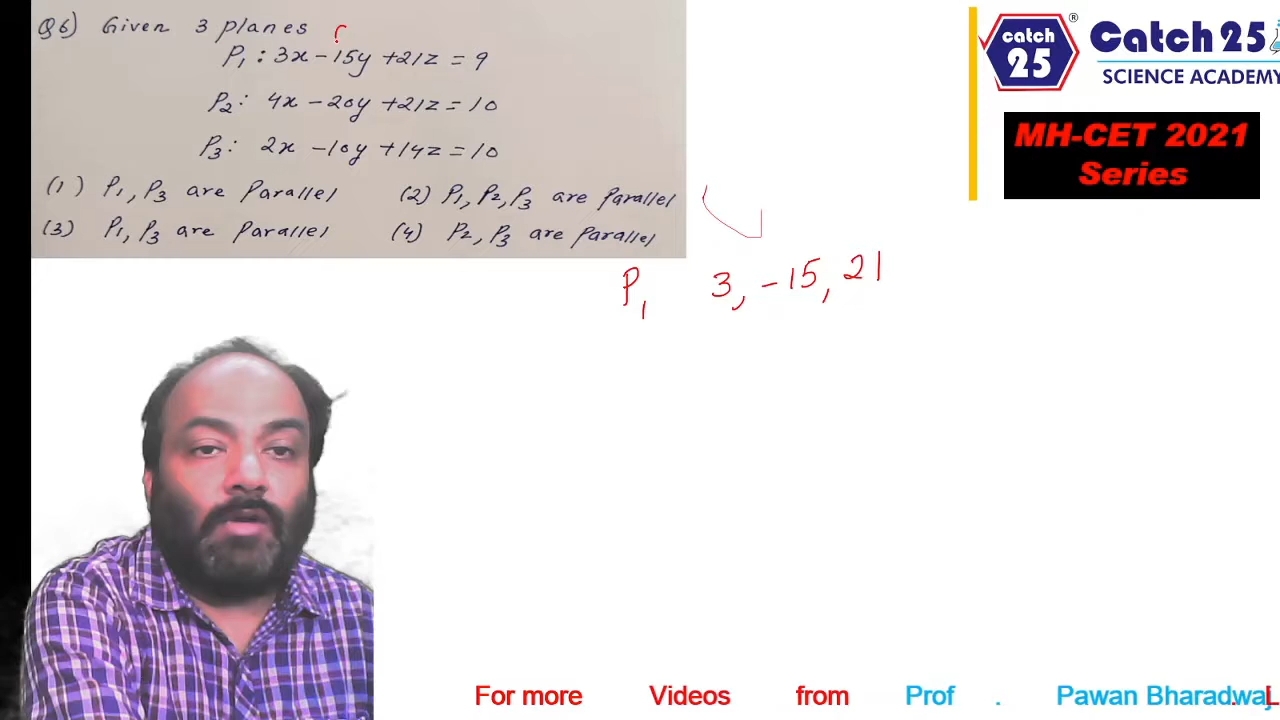 Q6) Given 3 planes
P1 : 3x - 15y + 21z = 9
P2 : 4x - 20y + 21z = 10
P3 : 2x - 10y + 14z = 10
(1) P1, P3 are Parallel (2) P1, P2, P3 are parallel
(3) P1, P3 are Parallel (4) P2, P3 are Parallel
P1 3, -15, 21
catch
25
®
Catch 25
SCIENCE ACADEMY
MH-CET 2021
Series
For more Videos from Prof . Pawan Bharadwaj . L